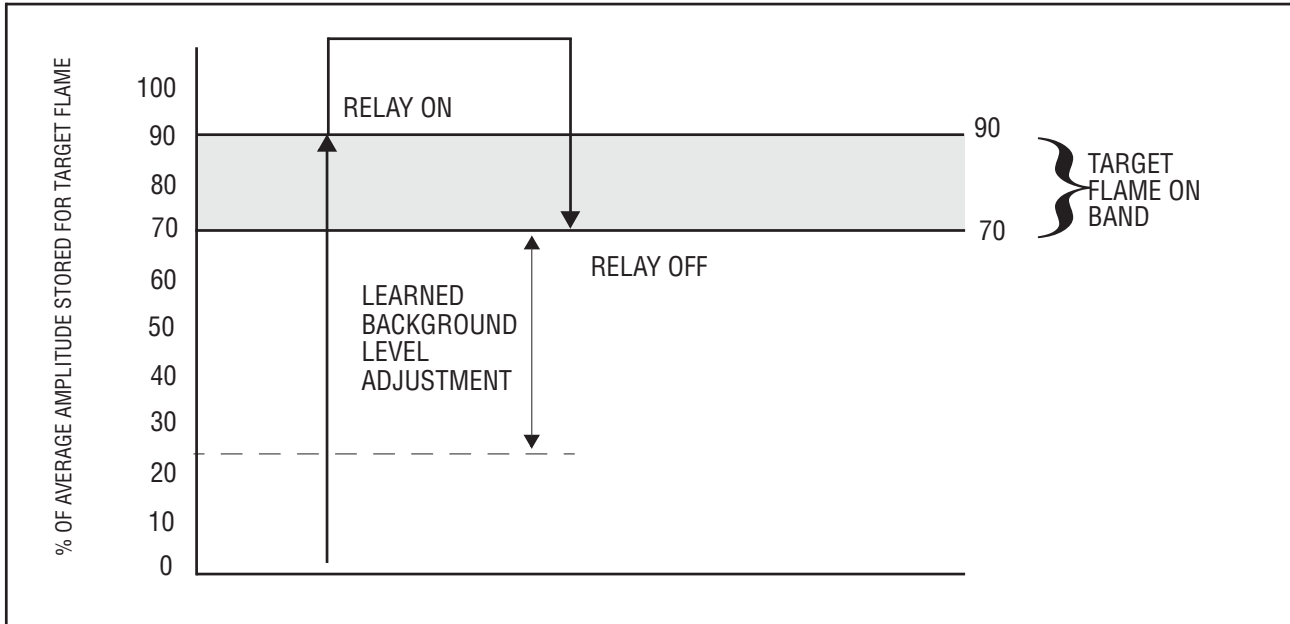 % OF AVERAGE AMPLITUDE STORED FOR TARGET FLAME
100
90
80
70
60
50
40
30
20
10
0
RELAY ON
RELAY OFF
LEARNED
BACKGROUND
LEVEL
ADJUSTMENT
90
70
TARGET
FLAME ON
BAND